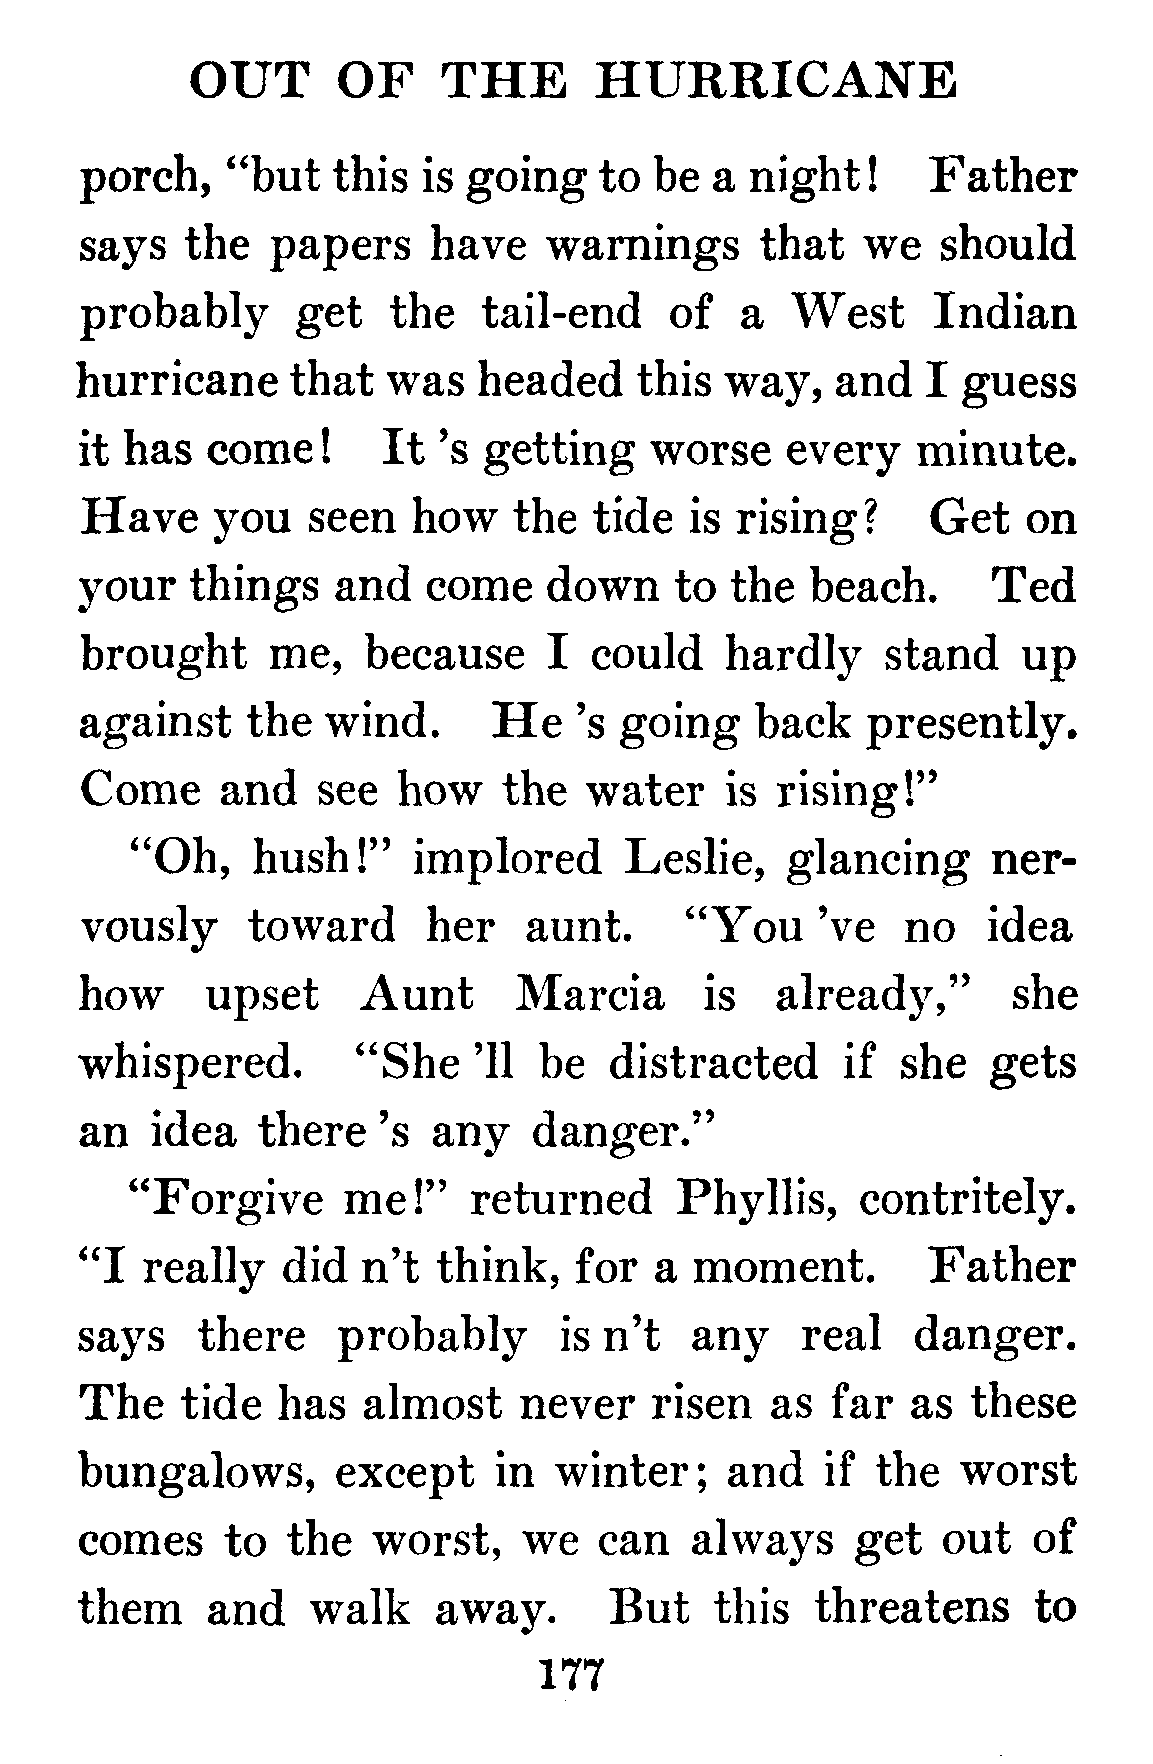 OUT OF THE HURRICANE
porch, “but this is going to be a night! Father
says the papers have warnings that we should
probably get the tail-end of a West Indian
hurricane that was headed this way, and I guess
it has come! It ’s getting worse every minute.
Have you seen how the tide is rising? Get on
your things and come down to the beach. Ted
brought me, because I could hardly stand up
against the wind. He ’s going back presently.
Come and see how the water is rising!”
“Oh, hush!” implored Leslie, glancing ner-
vously toward her aunt. “You ’ve no idea
how upset Aunt Marcia is already,” she
whispered. “She ’ll be distracted if she gets
an idea there ’s any danger.”
“Forgive me!” returned Phyllis, contritely.
“I really did n’t think, for a moment. Father
says there probably is n’t any real danger.
The tide has almost never risen as far as these
bungalows, except in winter; and if the worst
comes to the worst, we can always get out of
them and walk away. But this threatens to
177